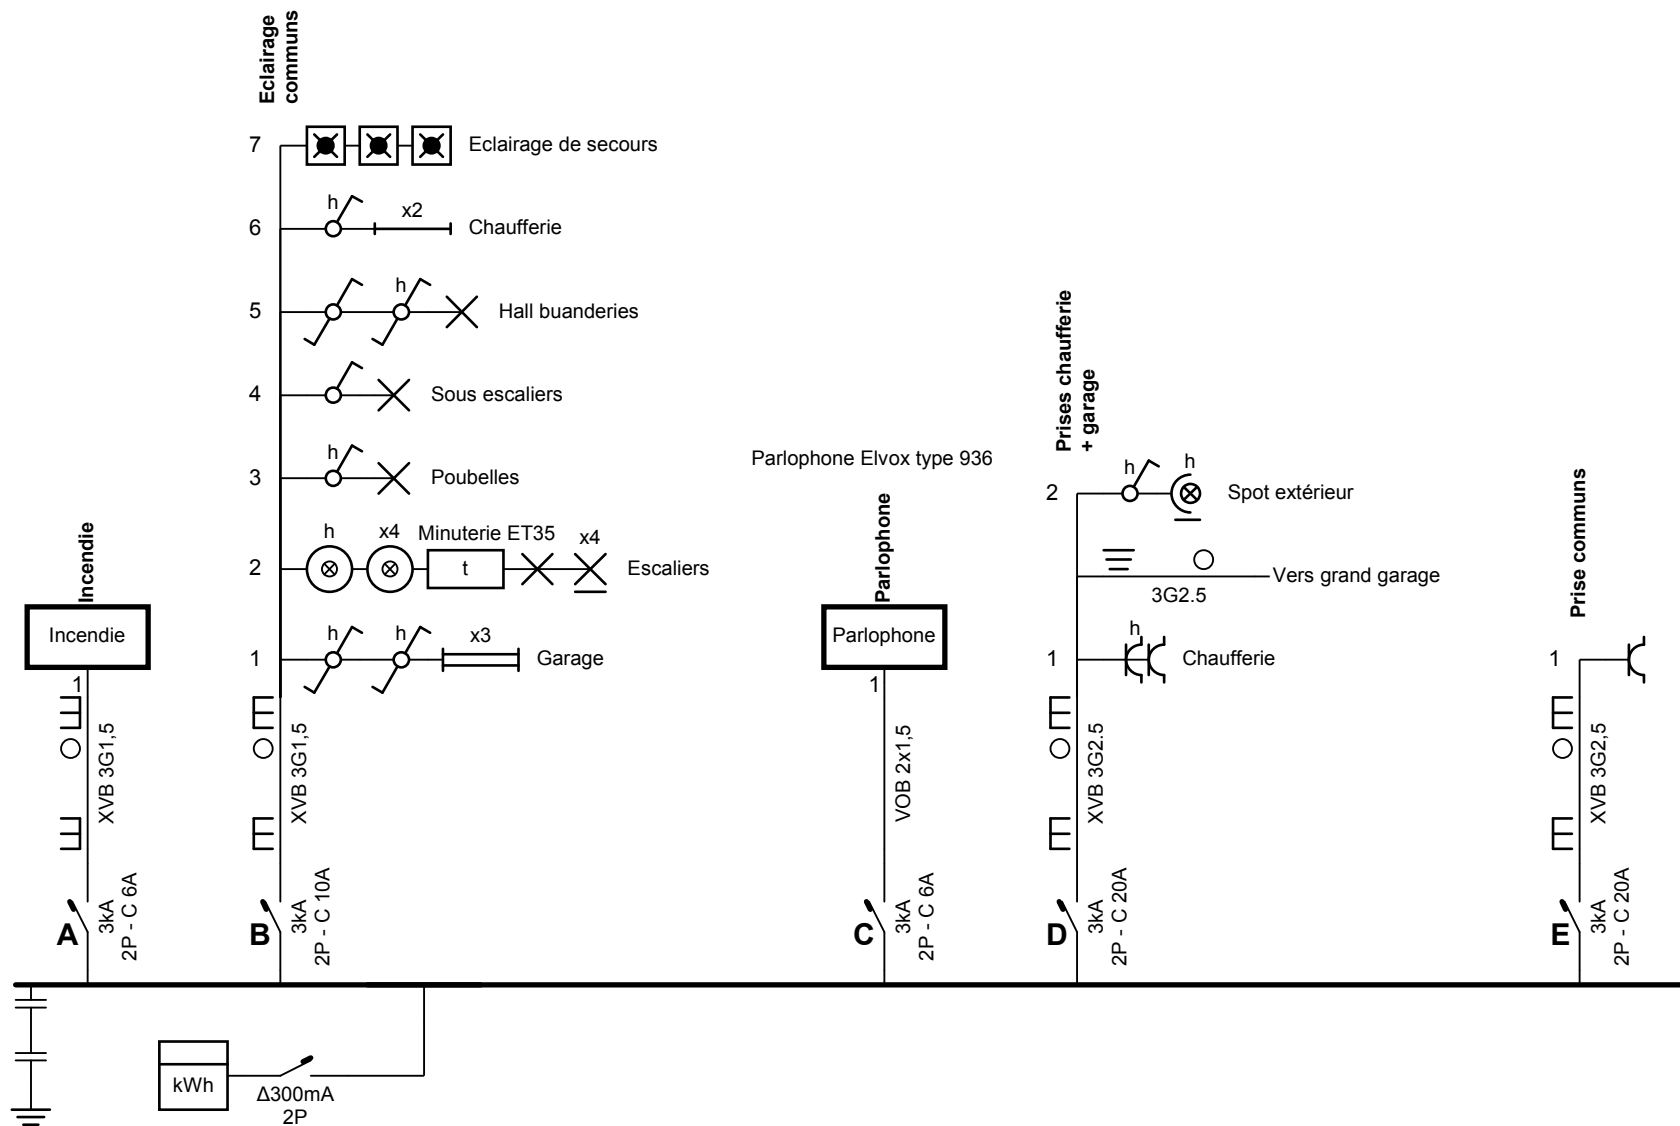 Eclairage
communs
7
Eclairage de secours
6
h
x2
Chaufferie
5
h
Hall buanderies
4
Sous escaliers
3
h
Poubelles
2
h
x4
Minuterie ET35
t
x4
Escaliers
1
h
h
x3
Garage
Incendie
Incendie
1
XVB 3G1,5
3kA
2P - C 6A
A
XVB 3G1,5
3kA
2P - C 10A
B
Parlophone Elvox type 936
Parlophone
Parlophone
1
VOB 2x1,5
3kA
2P - C 6A
C
Prises chaufferie
+ garage
2
h
h
Spot extérieur
Vers grand garage
3G2.5
1
h
Chaufferie
XVB 3G2.5
3kA
2P - C 20A
D
Prise communs
1
XVB 3G2,5
3kA
2P - C 20A
E
kWh
Δ300mA
2P